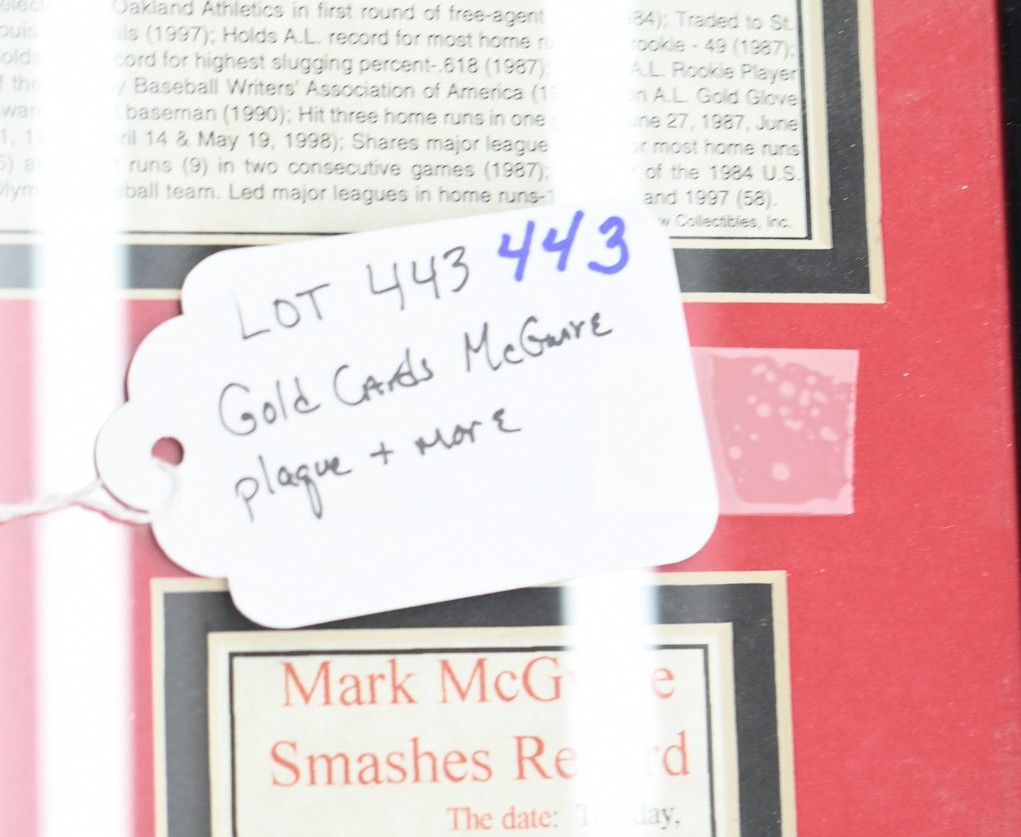 Oakland Athletics in first round of free-agent 84); Traded to St.
als (1997); Holds A.L. record for most home ookie - 49 (1987);
cord for highest slugging percent-.618 (1987); A.L. Rookie Player
f the y Baseball Writers' Association of America (1 n A.L. Gold Glove
baseman (1990); Hit three home runs in one ne 27, 1987, June
ril 14 & May 19, 1998); Shares major league or most home runs
runs (9) in two consecutive games (1987); of the 1984 U.S.
eball team. Led major leagues in home runs- and 1997 (58).
w Collectibles, Inc.
LOT 443 443
Gold Cards McGwire
plaque + more
Mark McG e
Smashes Re rd
The date: T day,